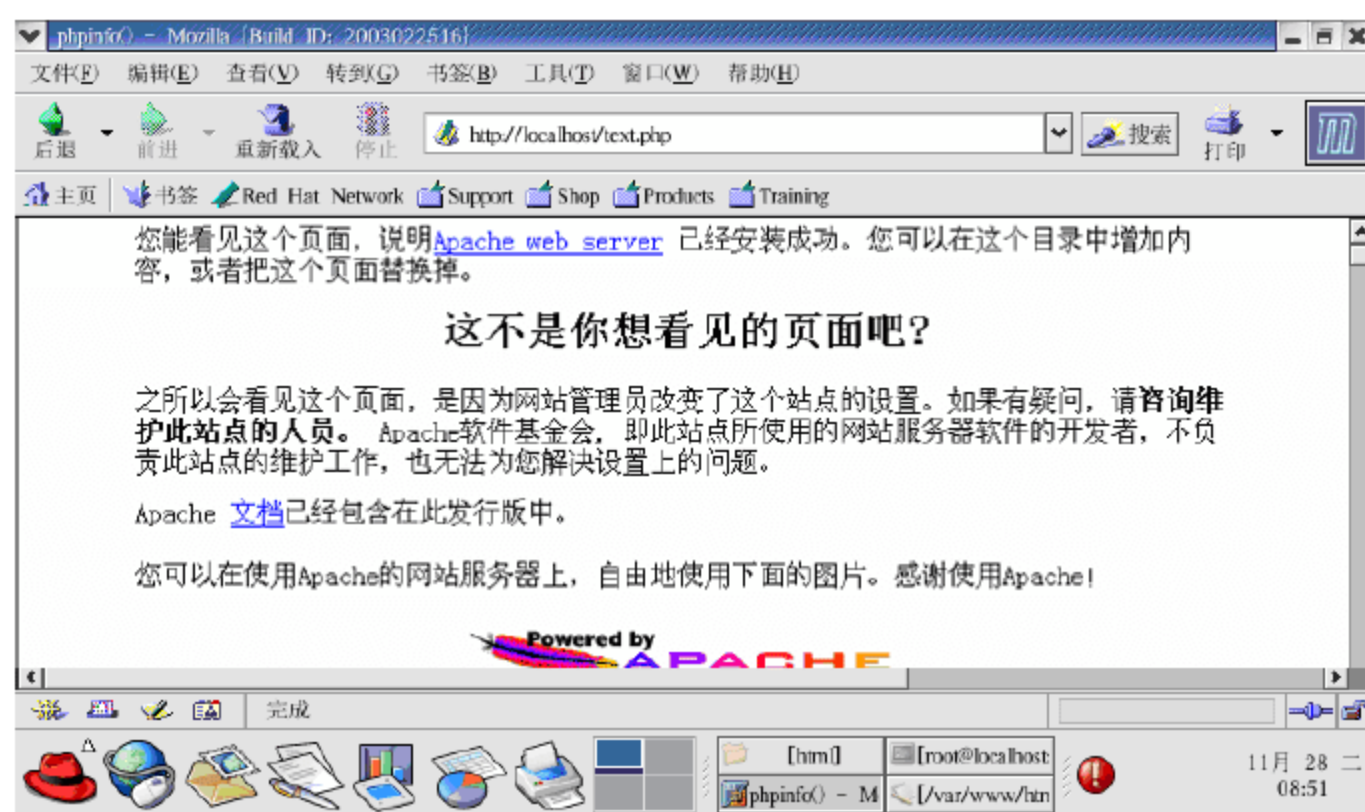 phpinfo() - Mozilla {Build ID: 2003022516}
文件(F) 编辑(E) 查看(V) 转到(G) 书签(B) 工具(T) 窗口(W) 帮助(H)
后退 前进 重新载入 停止 http://localhost/text.php 搜索 打印
主页 书签 Red Hat Network Support Shop Products Training
您能看见这个页面，说明Apache web server 已经安装成功。您可以在这个目录中增加内
容，或者把这个页面替换掉。
这不是你想看见的页面吧?
之所以会看见这个页面，是因为网站管理员改变了这个站点的设置。如果有疑问，请咨询维
护此站点的人员。 Apache软件基金会，即此站点所使用的网站服务器软件的开发者，不负
责此站点的维护工作，也无法为您解决设置上的问题。
Apache 文档已经包含在此发行版中。
您可以在使用Apache的网站服务器上，自由地使用下面的图片。感谢使用Apache!
Powered by
APACHE
完成
[html] [root@localhost: 11月 28 二
phpinfo() - M [/var/www/htn 08:51